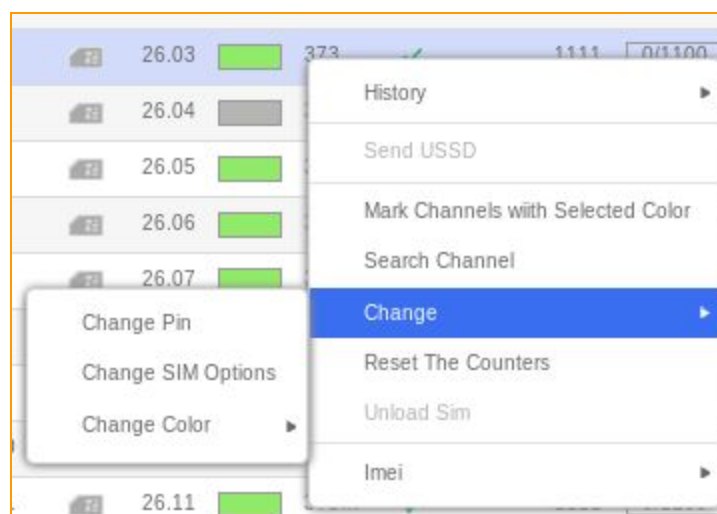 26.03 373 1111 0/1100
History
26.04
Send USSD
26.05
Mark Channels wiith Selected Color
26.06
Search Channel
26.07
Change
Change Pin
Change SIM Options
Change Color
Reset The Counters
Unload Sim
Imei
26.11